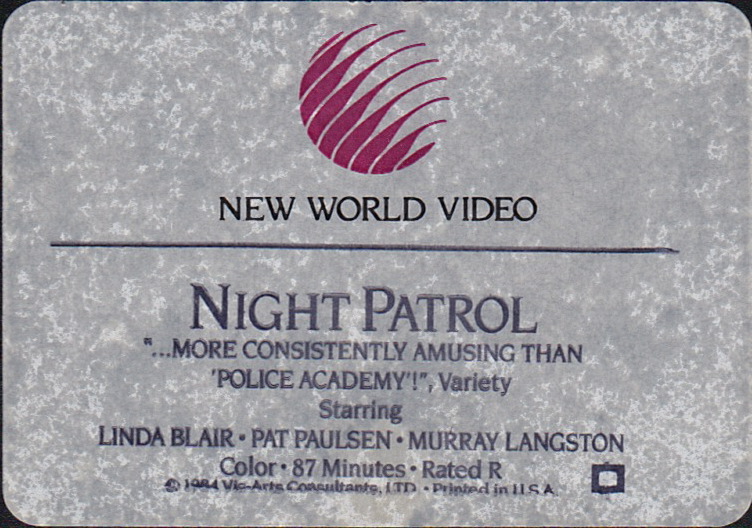 NEW WORLD VIDEO
NIGHT PATROL
"...MORE CONSISTENTLY AMUSING THAN
'POLICE ACADEMY'!", Variety
Starring
LINDA BLAIR • PAT PAULSEN • MURRAY LANGSTON
Color • 87 Minutes • Rated R
© 1984 Vis-Arts Consultants, LTD. • Printed in U.S.A.